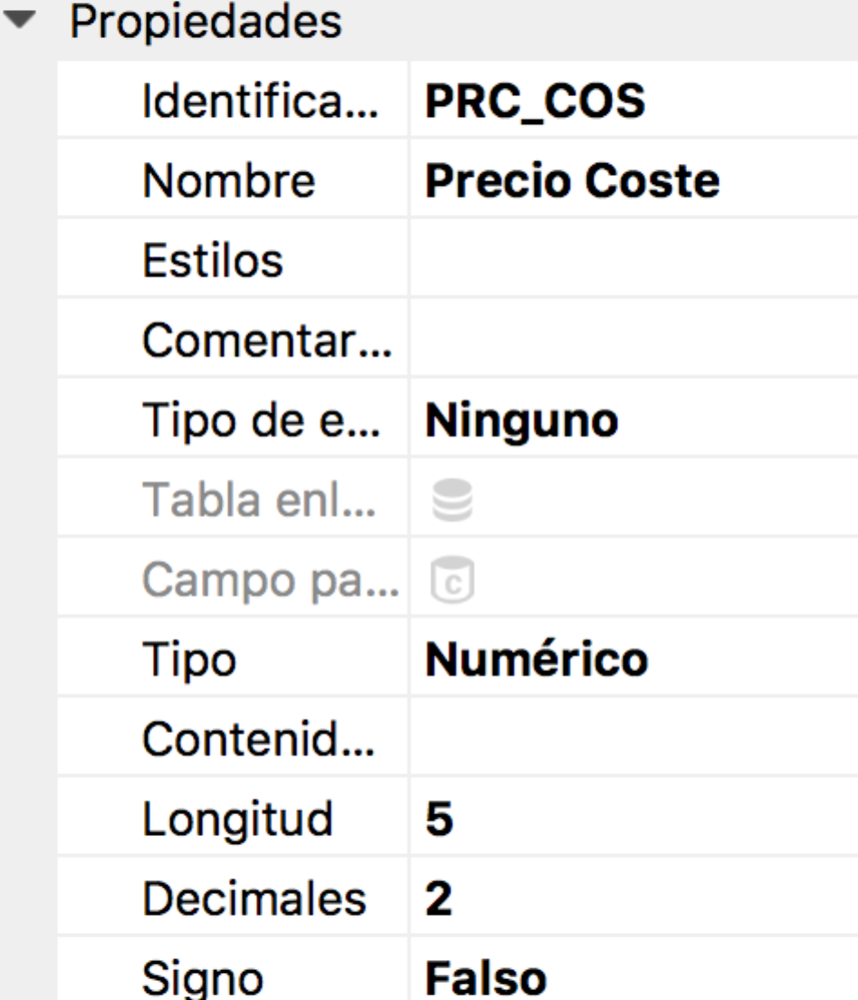 Propiedades
Identifica... PRC_COS
Nombre Precio Coste
Estilos
Comentar...
Tipo de e... Ninguno
Tabla enl...
Campo pa... c
Tipo Numérico
Contenid...
Longitud 5
Decimales 2
Signo Falso